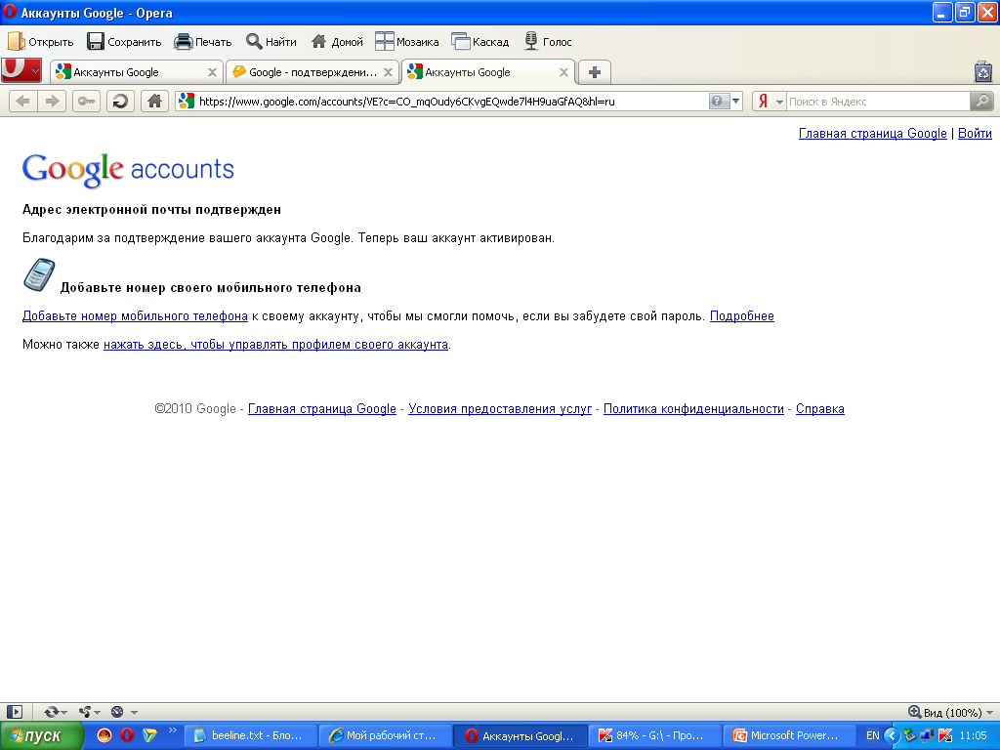 Аккаунты Google - Opera
Открыть Сохранить Печать Найти Домой Мозаика Каскад Голос
Аккаунты Google Google - подтверждени... Аккаунты Google
https://www.google.com/accounts/VE?c=CO_mqOudy6CKvgEQwde7l4H9uaGfAQ&hl=ru Я Поиск в Яндекс
Главная страница Google | Войти
Google accounts
Адрес электронной почты подтвержден
Благодарим за подтверждение вашего аккаунта Google. Теперь ваш аккаунт активирован.
Добавьте номер своего мобильного телефона
Добавьте номер мобильного телефона к своему аккаунту, чтобы мы смогли помочь, если вы забудете свой пароль. Подробнее
Можно также нажать здесь, чтобы управлять профилем своего аккаунта.
©2010 Google - Главная страница Google - Условия предоставления услуг - Политика конфиденциальности - Справка
Вид (100%)
пуск beeline.txt - Бло... Мой рабочий ст... Аккаунты Googl... 84% - G:\ - Про... Microsoft Power... EN 11:05